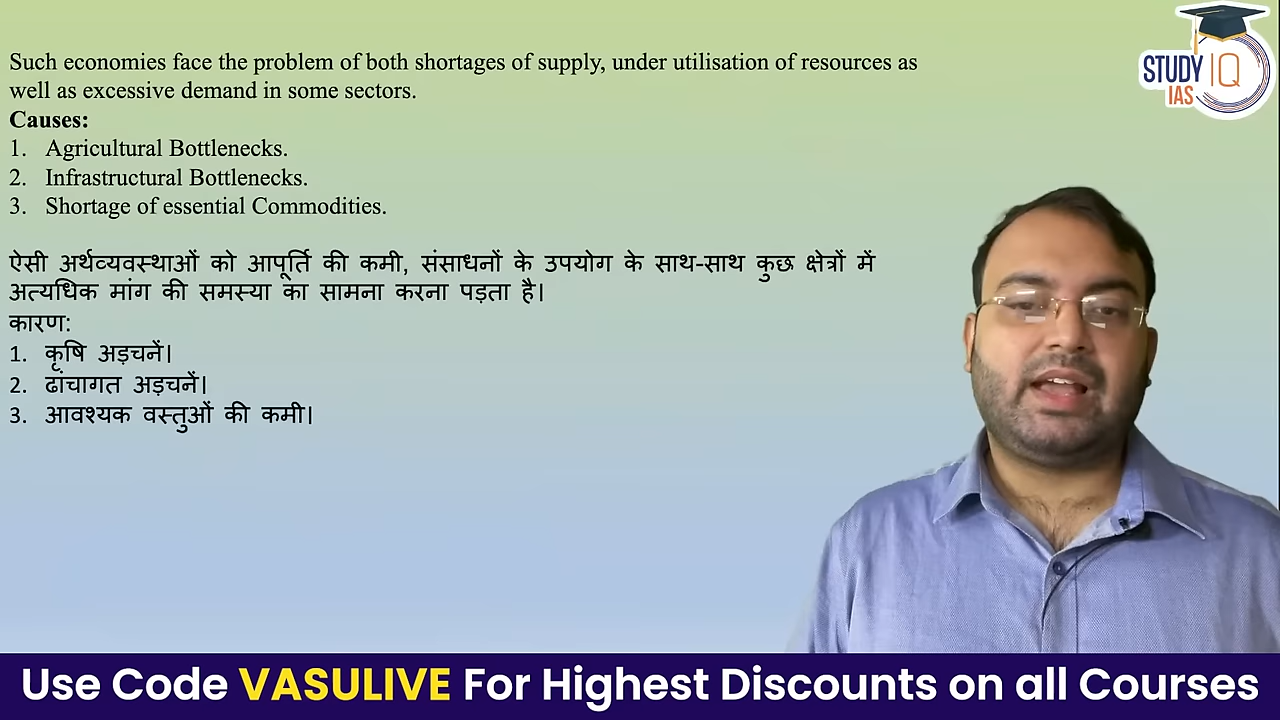 Such economies face the problem of both shortages of supply, under utilisation of resources as
well as excessive demand in some sectors.
Causes:
1. Agricultural Bottlenecks.
2. Infrastructural Bottlenecks.
3. Shortage of essential Commodities.
ऐसी अर्थव्यवस्थाओं को आपूर्ति की कमी, संसाधनों के उपयोग के साथ-साथ कुछ क्षेत्रों में
अत्यधिक मांग की समस्या का सामना करना पड़ता है।
कारण:
1. कृषि अड़चनें।
2. ढांचागत अड़चनें।
3. आवश्यक वस्तुओं की कमी।
STUDY IQ
IAS
Use Code VASULIVE For Highest Discounts on all Courses